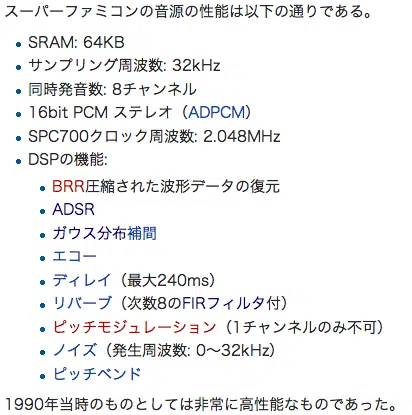 スーパーファミコンの音源の性能は以下の通りである。
SRAM: 64KB
サンプリング周波数: 32kHz
同時発音数: 8チャンネル
16bit PCM ステレオ（ADPCM）
SPC700クロック周波数: 2.048MHz
DSPの機能:
BRR圧縮された波形データの復元
ADSR
ガウス分布補間
エコー
ディレイ（最大240ms）
リバーブ（次数8のFIRフィルタ付）
ピッチモジュレーション（1チャンネルのみ不可）
ノイズ（発生周波数: 0〜32kHz）
ピッチベンド
1990年当時のものとしては非常に高性能なものであった。